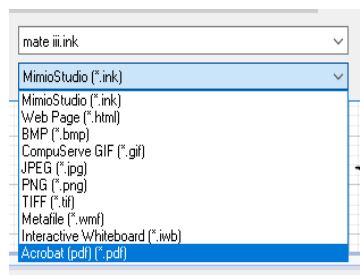 mate iii.ink
MimioStudio (*.ink)
MimioStudio (*.ink)
Web Page (*.html)
BMP (*.bmp)
CompuServe GIF (*.gif)
JPEG (*.jpg)
PNG (*.png)
TIFF (*.tif)
Metafile (*.wmf)
Interactive Whiteboard (*.iwb)
Acrobat (pdf) (*.pdf)